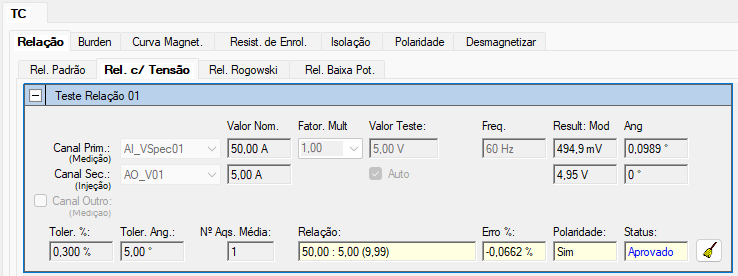 TC
Relação Burden Curva Magnet. Resist. de Enrol. Isolação Polaridade Desmagnetizar
Rel. Padrão Rel. c/ Tensão Rel. Rogowski Rel. Baixa Pot.
Teste Relação 01
Valor Nom. Fator. Mult Valor Teste: Freq. Result: Mod Ang
Canal Prim.: AI_VSpec01 50,00 A 1,00 5,00 V 60 Hz 494,9 mV 0,0989 °
(Medição)
Canal Sec.: AO_V01 5,00 A Auto 4,95 V 0 °
(Injeção)
Canal Outro:
(Medição)
Toler. %: Toler. Ang.: Nº Aqs. Média: Relação: Erro %: Polaridade: Status:
0,300 % 5,00 ° 1 50,00 : 5,00 (9,99) -0,0662 % Sim Aprovado